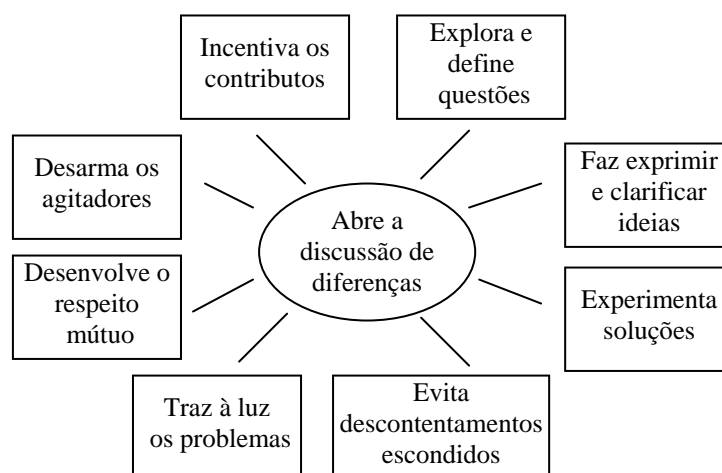 Incentiva os
contributos
Explora e
define
questões
Desarma os
agitadores
Faz exprimir
e clarificar
ideias
Abre a
discussão de
diferenças
Desenvolve o
respeito
mútuo
Experimenta
soluções
Traz à luz
os problemas
Evita
descontentamentos
escondidos